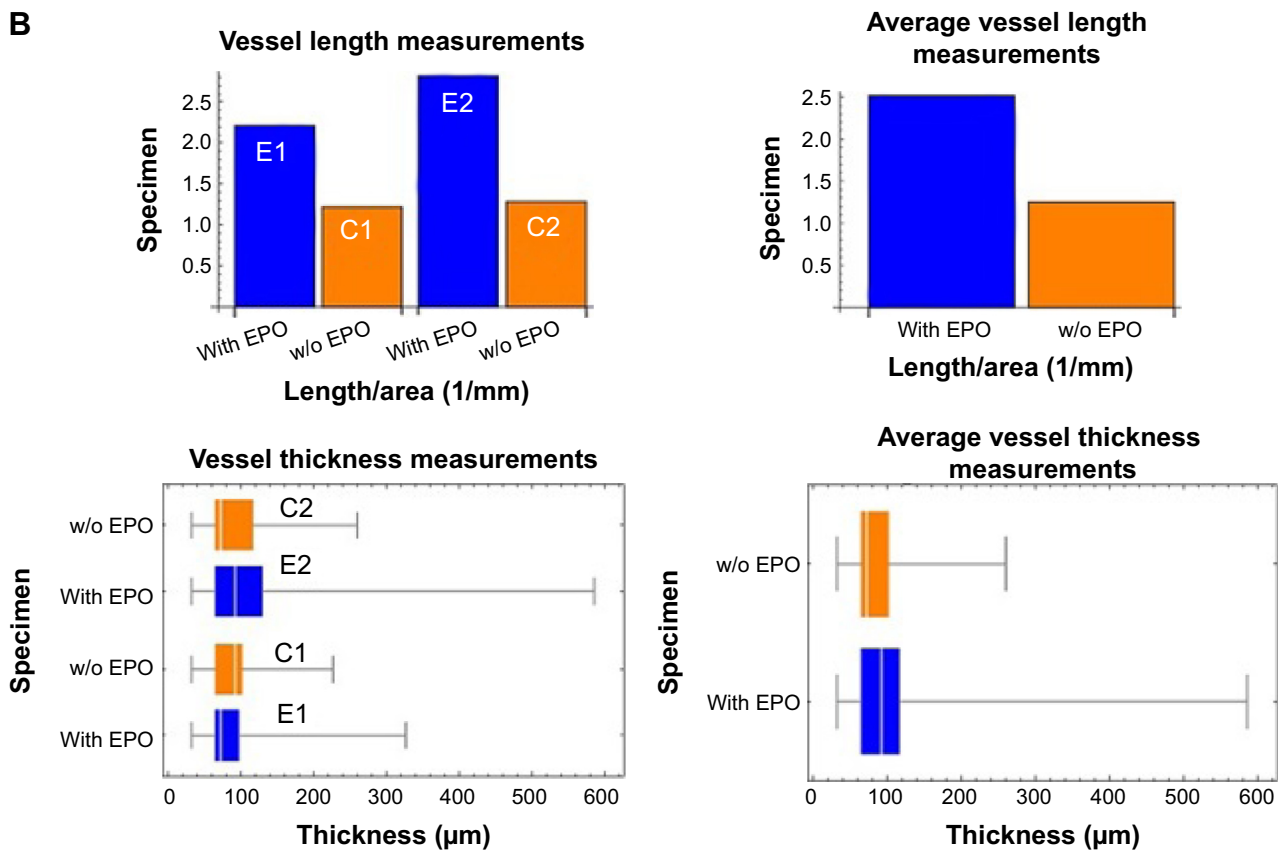 B
Vessel length measurements
Specimen
2.5
2.0
1.5
1.0
0.5
E1
C1
E2
C2
With EPO
w/o EPO
With EPO
w/o EPO
Length/area (1/mm)
Average vessel length
measurements
Specimen
2.5
2.0
1.5
1.0
0.5
With EPO
w/o EPO
Length/area (1/mm)
Vessel thickness measurements
Specimen
w/o EPO
C2
With EPO
E2
w/o EPO
C1
With EPO
E1
0 100 200 300 400 500 600
Thickness (µm)
Average vessel thickness
measurements
Specimen
w/o EPO
With EPO
0 100 200 300 400 500 600
Thickness (µm)